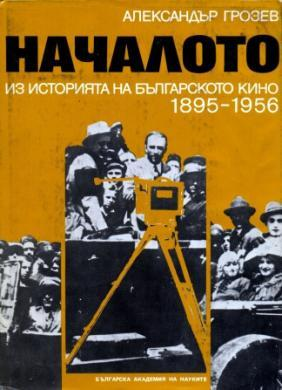 АЛЕКСАНДЪР ГРОЗЕВ
НАЧАЛОТО
ИЗ ИСТОРИЯТА НА БЪЛГАРСКОТО КИНО
1895-1956
БЪЛГАРСКА АКАДЕМИЯ НА НАУКИТЕ